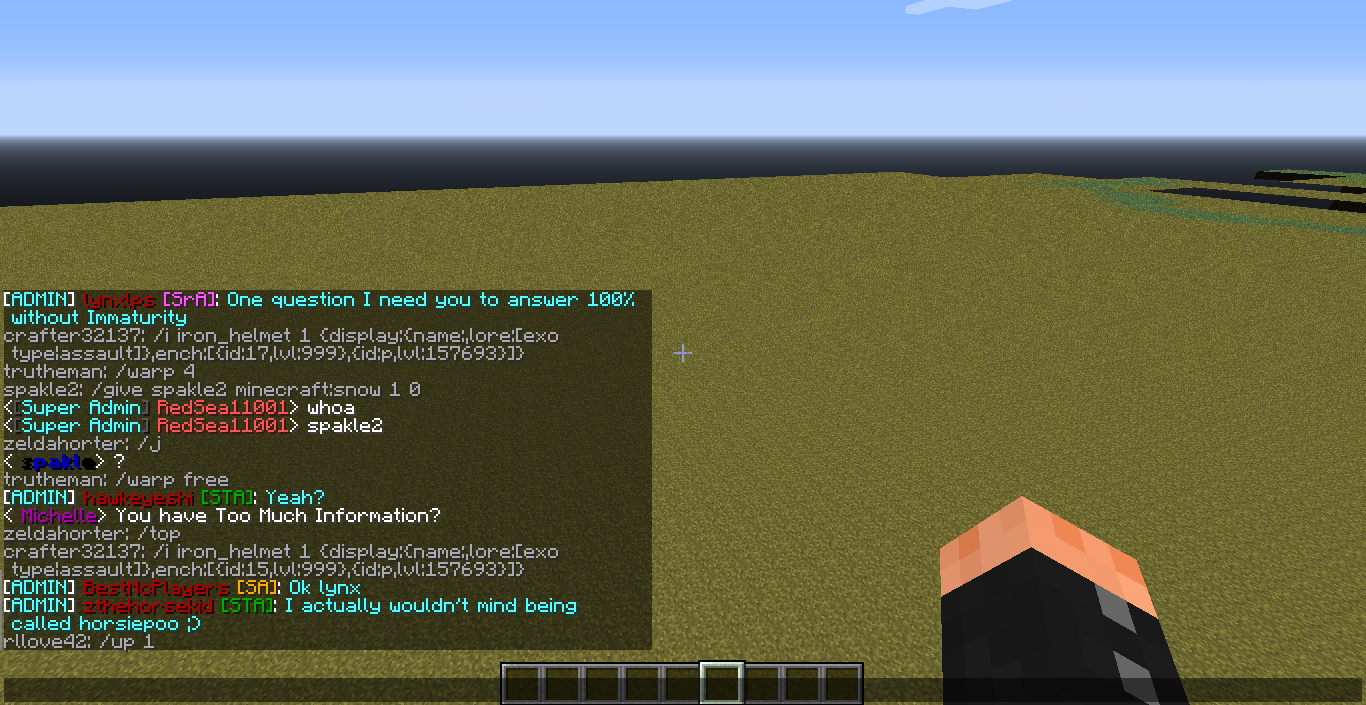 [ADMIN] lynxlps [SrA]: One question I need you to answer 100%
without Immaturity
crafter32137: /i iron_helmet 1 {display:{name:,lore:[exo
type|assault]},ench:[{id:17,lvl:999},{id:p,lvl:157693}]}
trutheman: /warp 4
spakle2: /give spakle2 minecraft:snow 1 0
<[Super Admin] RedSea11001> whoa
<[Super Admin] RedSea11001> spakle2
zeldahorter: /j
< spakle> ?
trutheman: /warp free
[ADMIN] hawkeyeshi [STA]: Yeah?
< Michelle> You have Too Much Information?
zeldahorter: /top
crafter32137: /i iron_helmet 1 {display:{name:,lore:[exo
type|assault]},ench:[{id:15,lvl:999},{id:p,lvl:157693}]}
[ADMIN] BestMcPlayers [SA]: Ok lynx
[ADMIN] zthehorsekid [STA]: I actually wouldn't mind being
called horsiepoo ;)
rllove42: /up 1